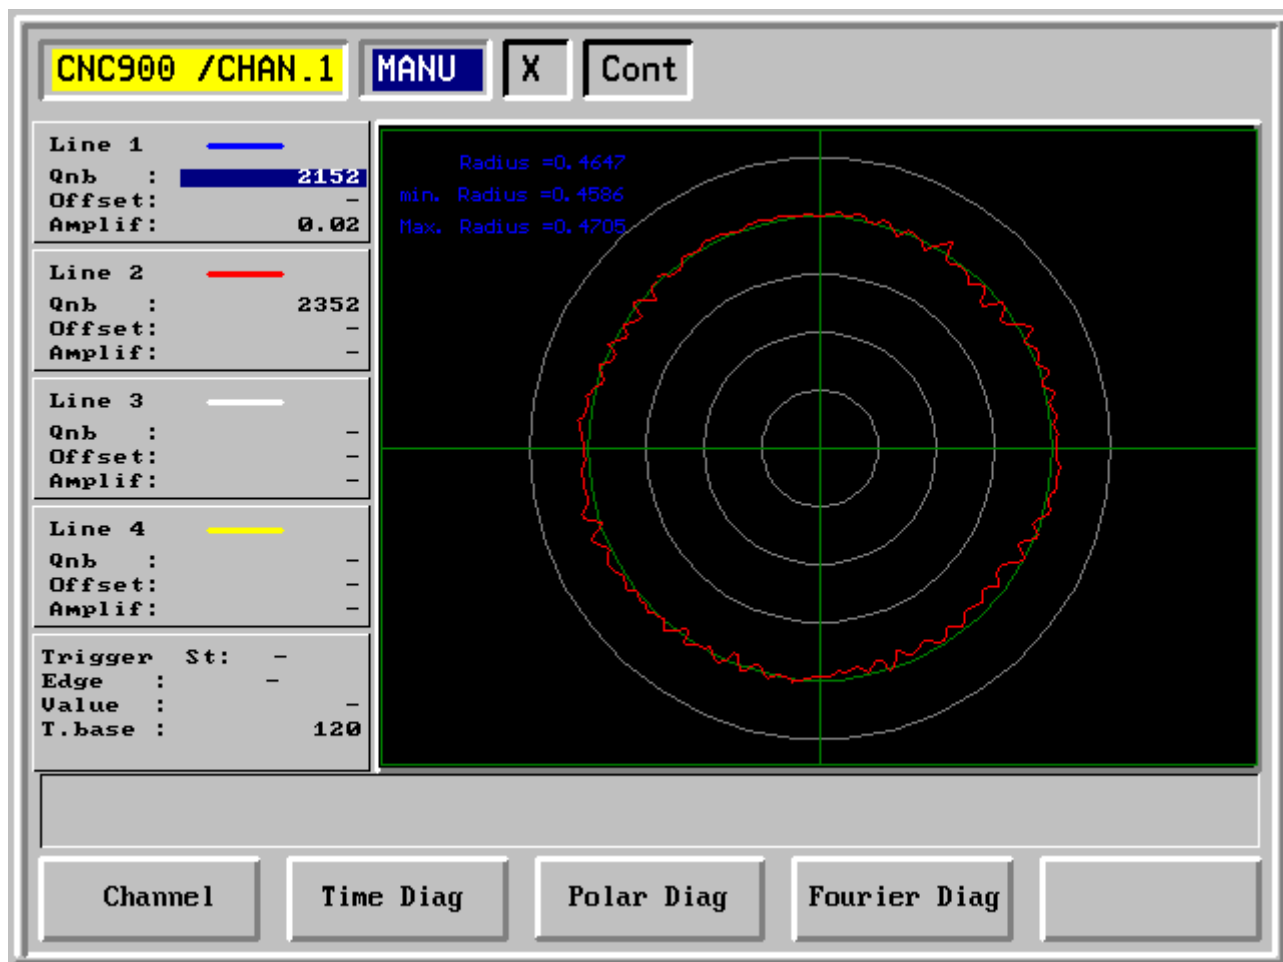 CNC900 /CHAN.1 MANU X Cont
Line 1
Qnb : 2152
Offset: -
Amplif: 0.02
Line 2
Qnb : 2352
Offset: -
Amplif: -
Line 3
Qnb : -
Offset: -
Amplif: -
Line 4
Qnb : -
Offset: -
Amplif: -
Trigger St: -
Edge : -
Value : -
T.base : 120
Radius =0.4647
min. Radius =0.4586
Max. Radius =0.4705
Channel
Time Diag
Polar Diag
Fourier Diag